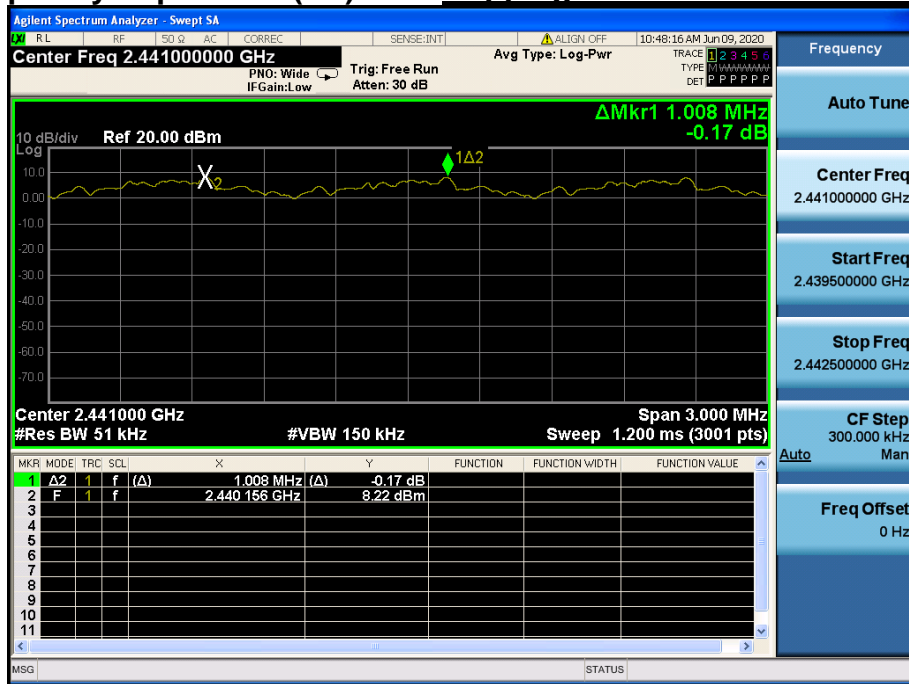 Agilent Spectrum Analyzer - Swept SA
LXI RL RF 50 Ω AC CORREC SENSE:INT ALIGN OFF 10:48:16 AM Jun 09, 2020
Center Freq 2.441000000 GHz
PNO: Wide
IFGain:Low
Trig: Free Run
Atten: 30 dB
Avg Type: Log-Pwr
TRACE 1 2 3 4 5 6
TYPE M WWWWW
DET P P P P P P
ΔMkr1 1.008 MHz
-0.17 dB
10 dB/div Ref 20.00 dBm
Log
10.0
0.00
-10.0
-20.0
-30.0
-40.0
-50.0
-60.0
-70.0
X2
1Δ2
Center 2.441000 GHz Span 3.000 MHz
#Res BW 51 kHz #VBW 150 kHz Sweep 1.200 ms (3001 pts)
MKR MODE TRC SCL X Y FUNCTION FUNCTION WIDTH FUNCTION VALUE
1 Δ2 1 f (Δ) 1.008 MHz (Δ) -0.17 dB
2 F 1 f 2.440 156 GHz 8.22 dBm
3
4
5
6
7
8
9
10
11
MSG STATUS
Frequency
Auto Tune
Center Freq
2.441000000 GHz
Start Freq
2.439500000 GHz
Stop Freq
2.442500000 GHz
CF Step
300.000 kHz
Auto Man
Freq Offset
0 Hz